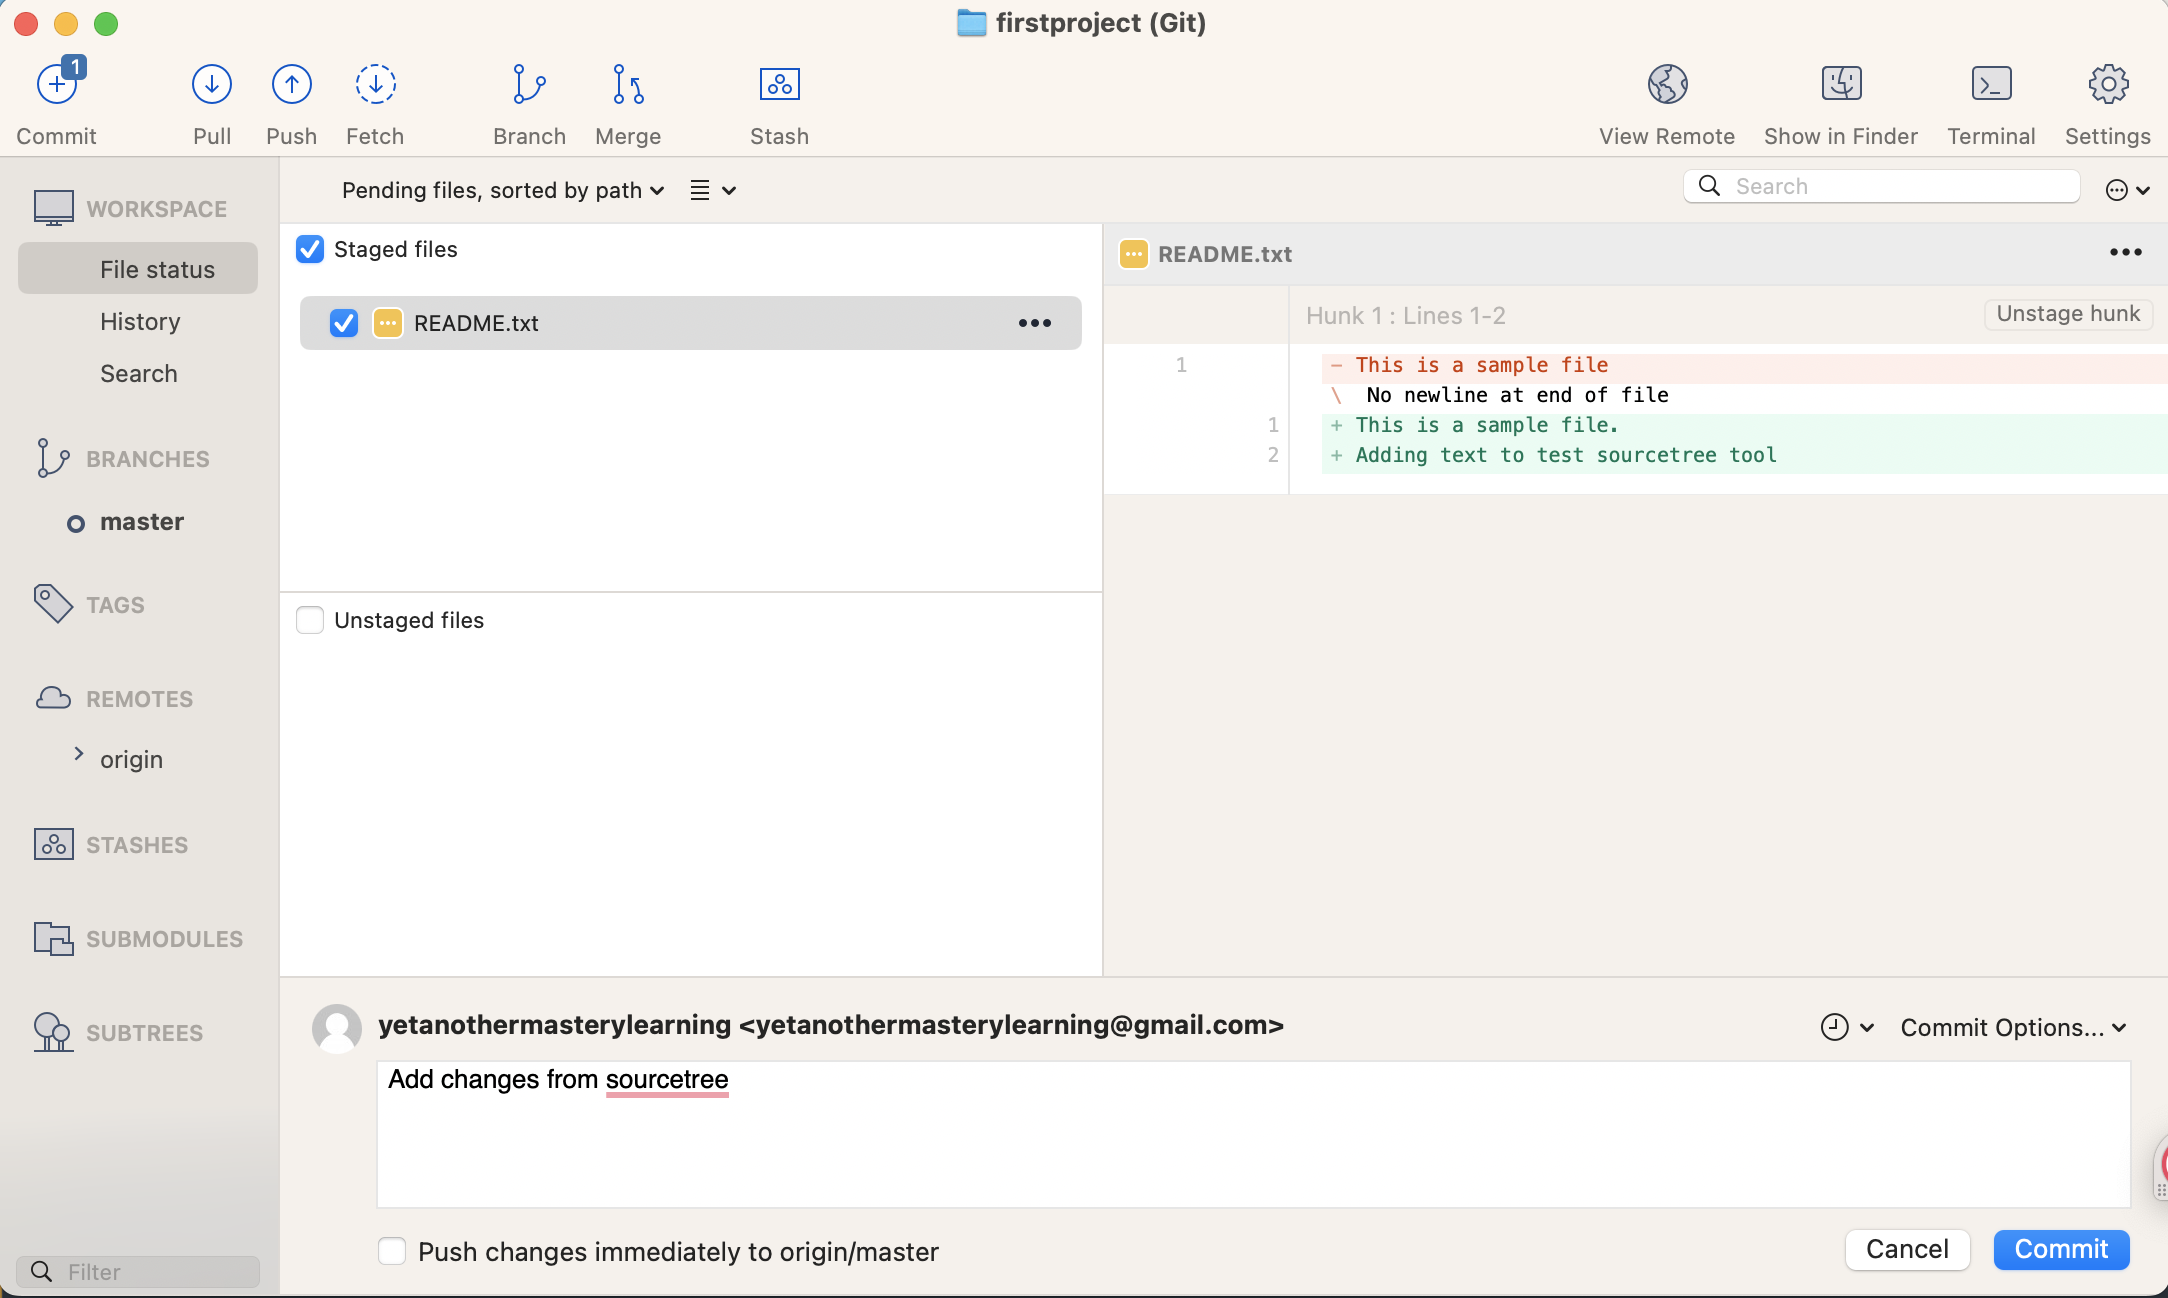 firstproject (Git)
1
Commit
Pull
Push
Fetch
Branch
Merge
Stash
View Remote
Show in Finder
Terminal
Settings
WORKSPACE
File status
History
Search
BRANCHES
master
TAGS
REMOTES
origin
STASHES
SUBMODULES
SUBTREES
Filter
Pending files, sorted by path
Search
Staged files
README.txt
Unstaged files
README.txt
Hunk 1 : Lines 1-2
Unstage hunk
1 - This is a sample file
\ No newline at end of file
1 + This is a sample file.
2 + Adding text to test sourcetree tool
yetanothermasterylearning <yetanothermasterylearning@gmail.com>
Commit Options...
Add changes from sourcetree
Push changes immediately to origin/master
Cancel
Commit